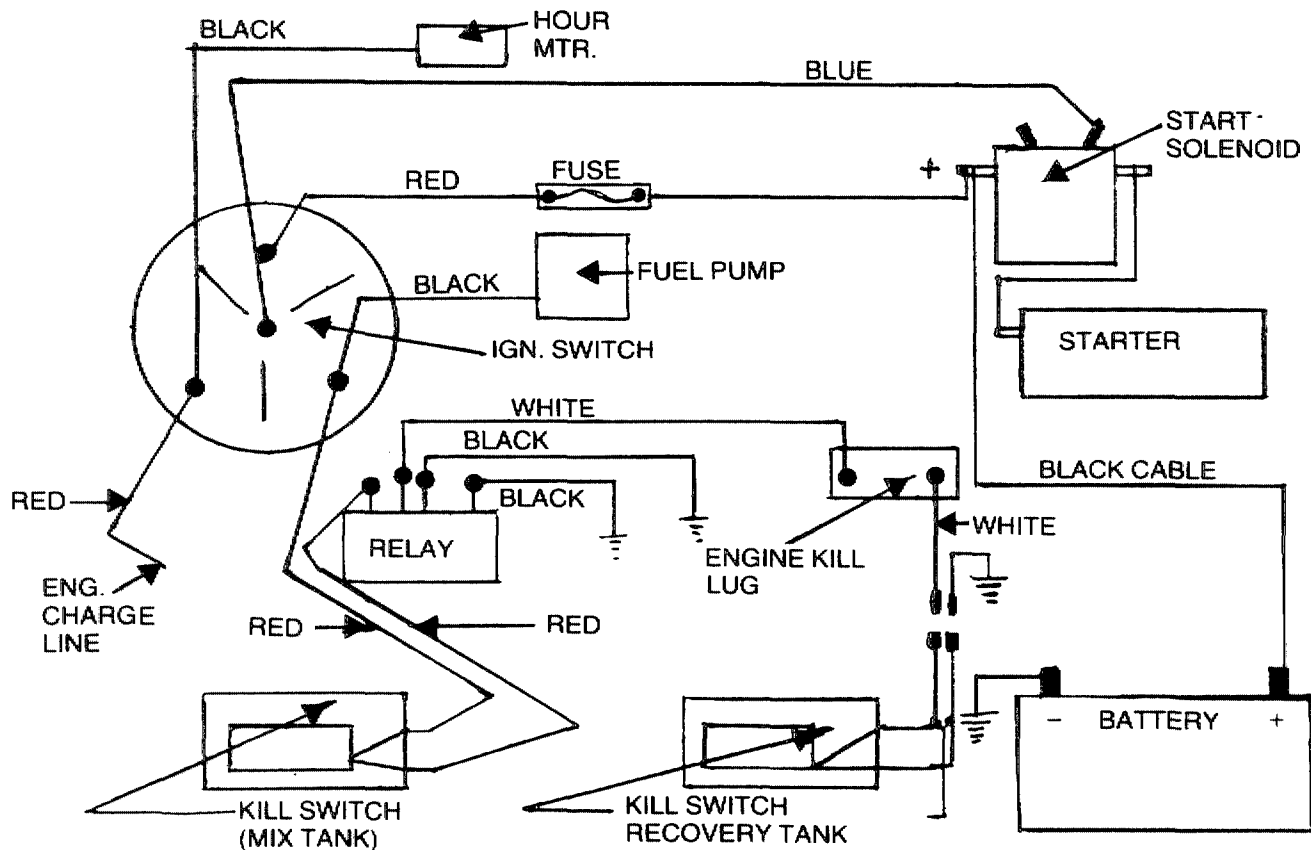 BLACK
HOUR
MTR.
BLUE
START
SOLENOID
RED
FUSE
+
BLACK
FUEL PUMP
IGN. SWITCH
STARTER
WHITE
BLACK
BLACK
BLACK CABLE
RED
RELAY
ENGINE KILL
LUG
WHITE
ENG.
CHARGE
LINE
RED
RED
− BATTERY +
KILL SWITCH
(MIX TANK)
KILL SWITCH
RECOVERY TANK